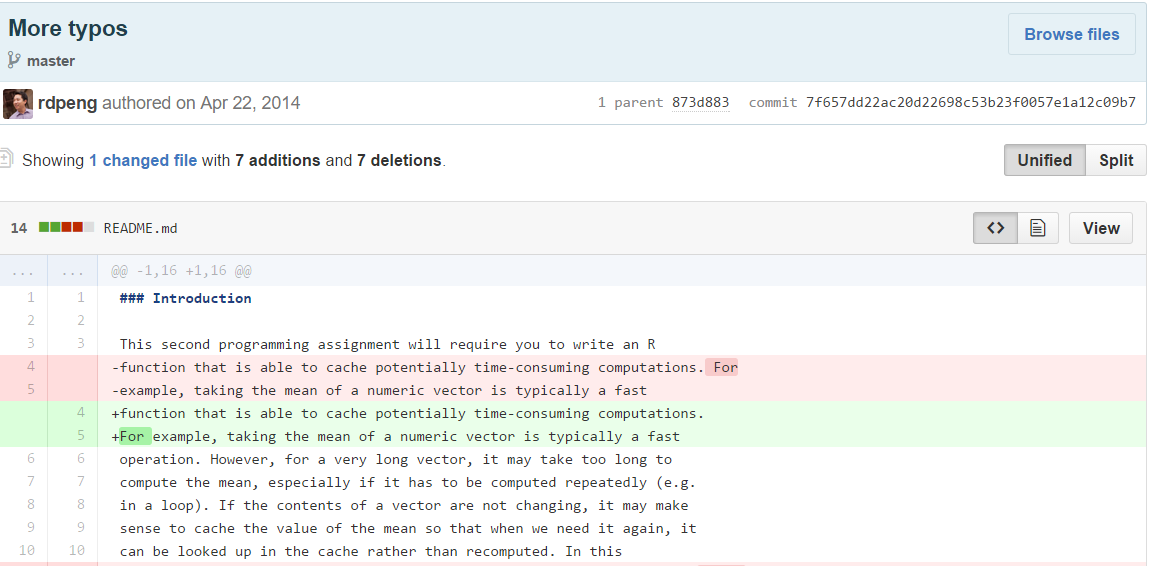 More typos
Browse files
master
rdpeng authored on Apr 22, 2014
1 parent 873d883 commit 7f657dd22ac20d22698c53b23f0057e1a12c09b7
Showing 1 changed file with 7 additions and 7 deletions.
Unified Split
14 README.md
<> View
... ... @@ -1,16 +1,16 @@
1 1 ### Introduction
2 2
3 3 This second programming assignment will require you to write an R
4 -function that is able to cache potentially time-consuming computations. For
5 -example, taking the mean of a numeric vector is typically a fast
4 +function that is able to cache potentially time-consuming computations.
5 +For example, taking the mean of a numeric vector is typically a fast
6 6 operation. However, for a very long vector, it may take too long to
7 7 compute the mean, especially if it has to be computed repeatedly (e.g.
8 8 in a loop). If the contents of a vector are not changing, it may make
9 9 sense to cache the value of the mean so that when we need it again, it
10 10 can be looked up in the cache rather than recomputed. In this